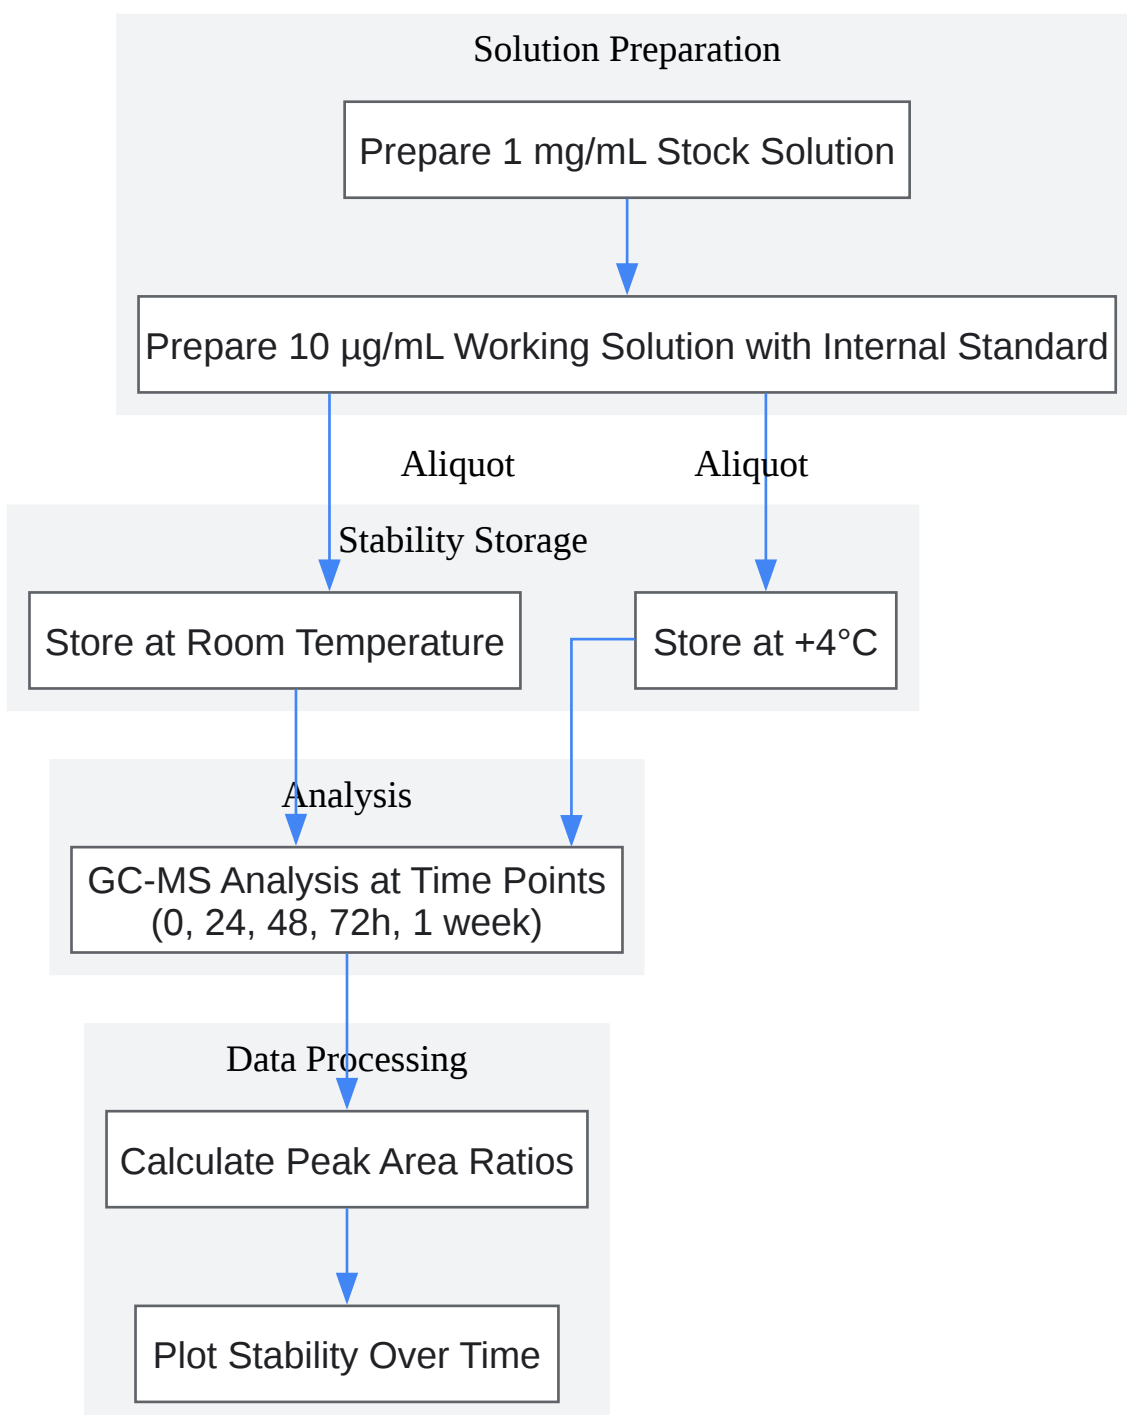 Solution Preparation
Prepare 1 mg/mL Stock Solution
Prepare 10 µg/mL Working Solution with Internal Standard
Aliquot
Aliquot
Stability Storage
Store at Room Temperature
Store at +4°C
Analysis
GC-MS Analysis at Time Points
(0, 24, 48, 72h, 1 week)
Data Processing
Calculate Peak Area Ratios
Plot Stability Over Time